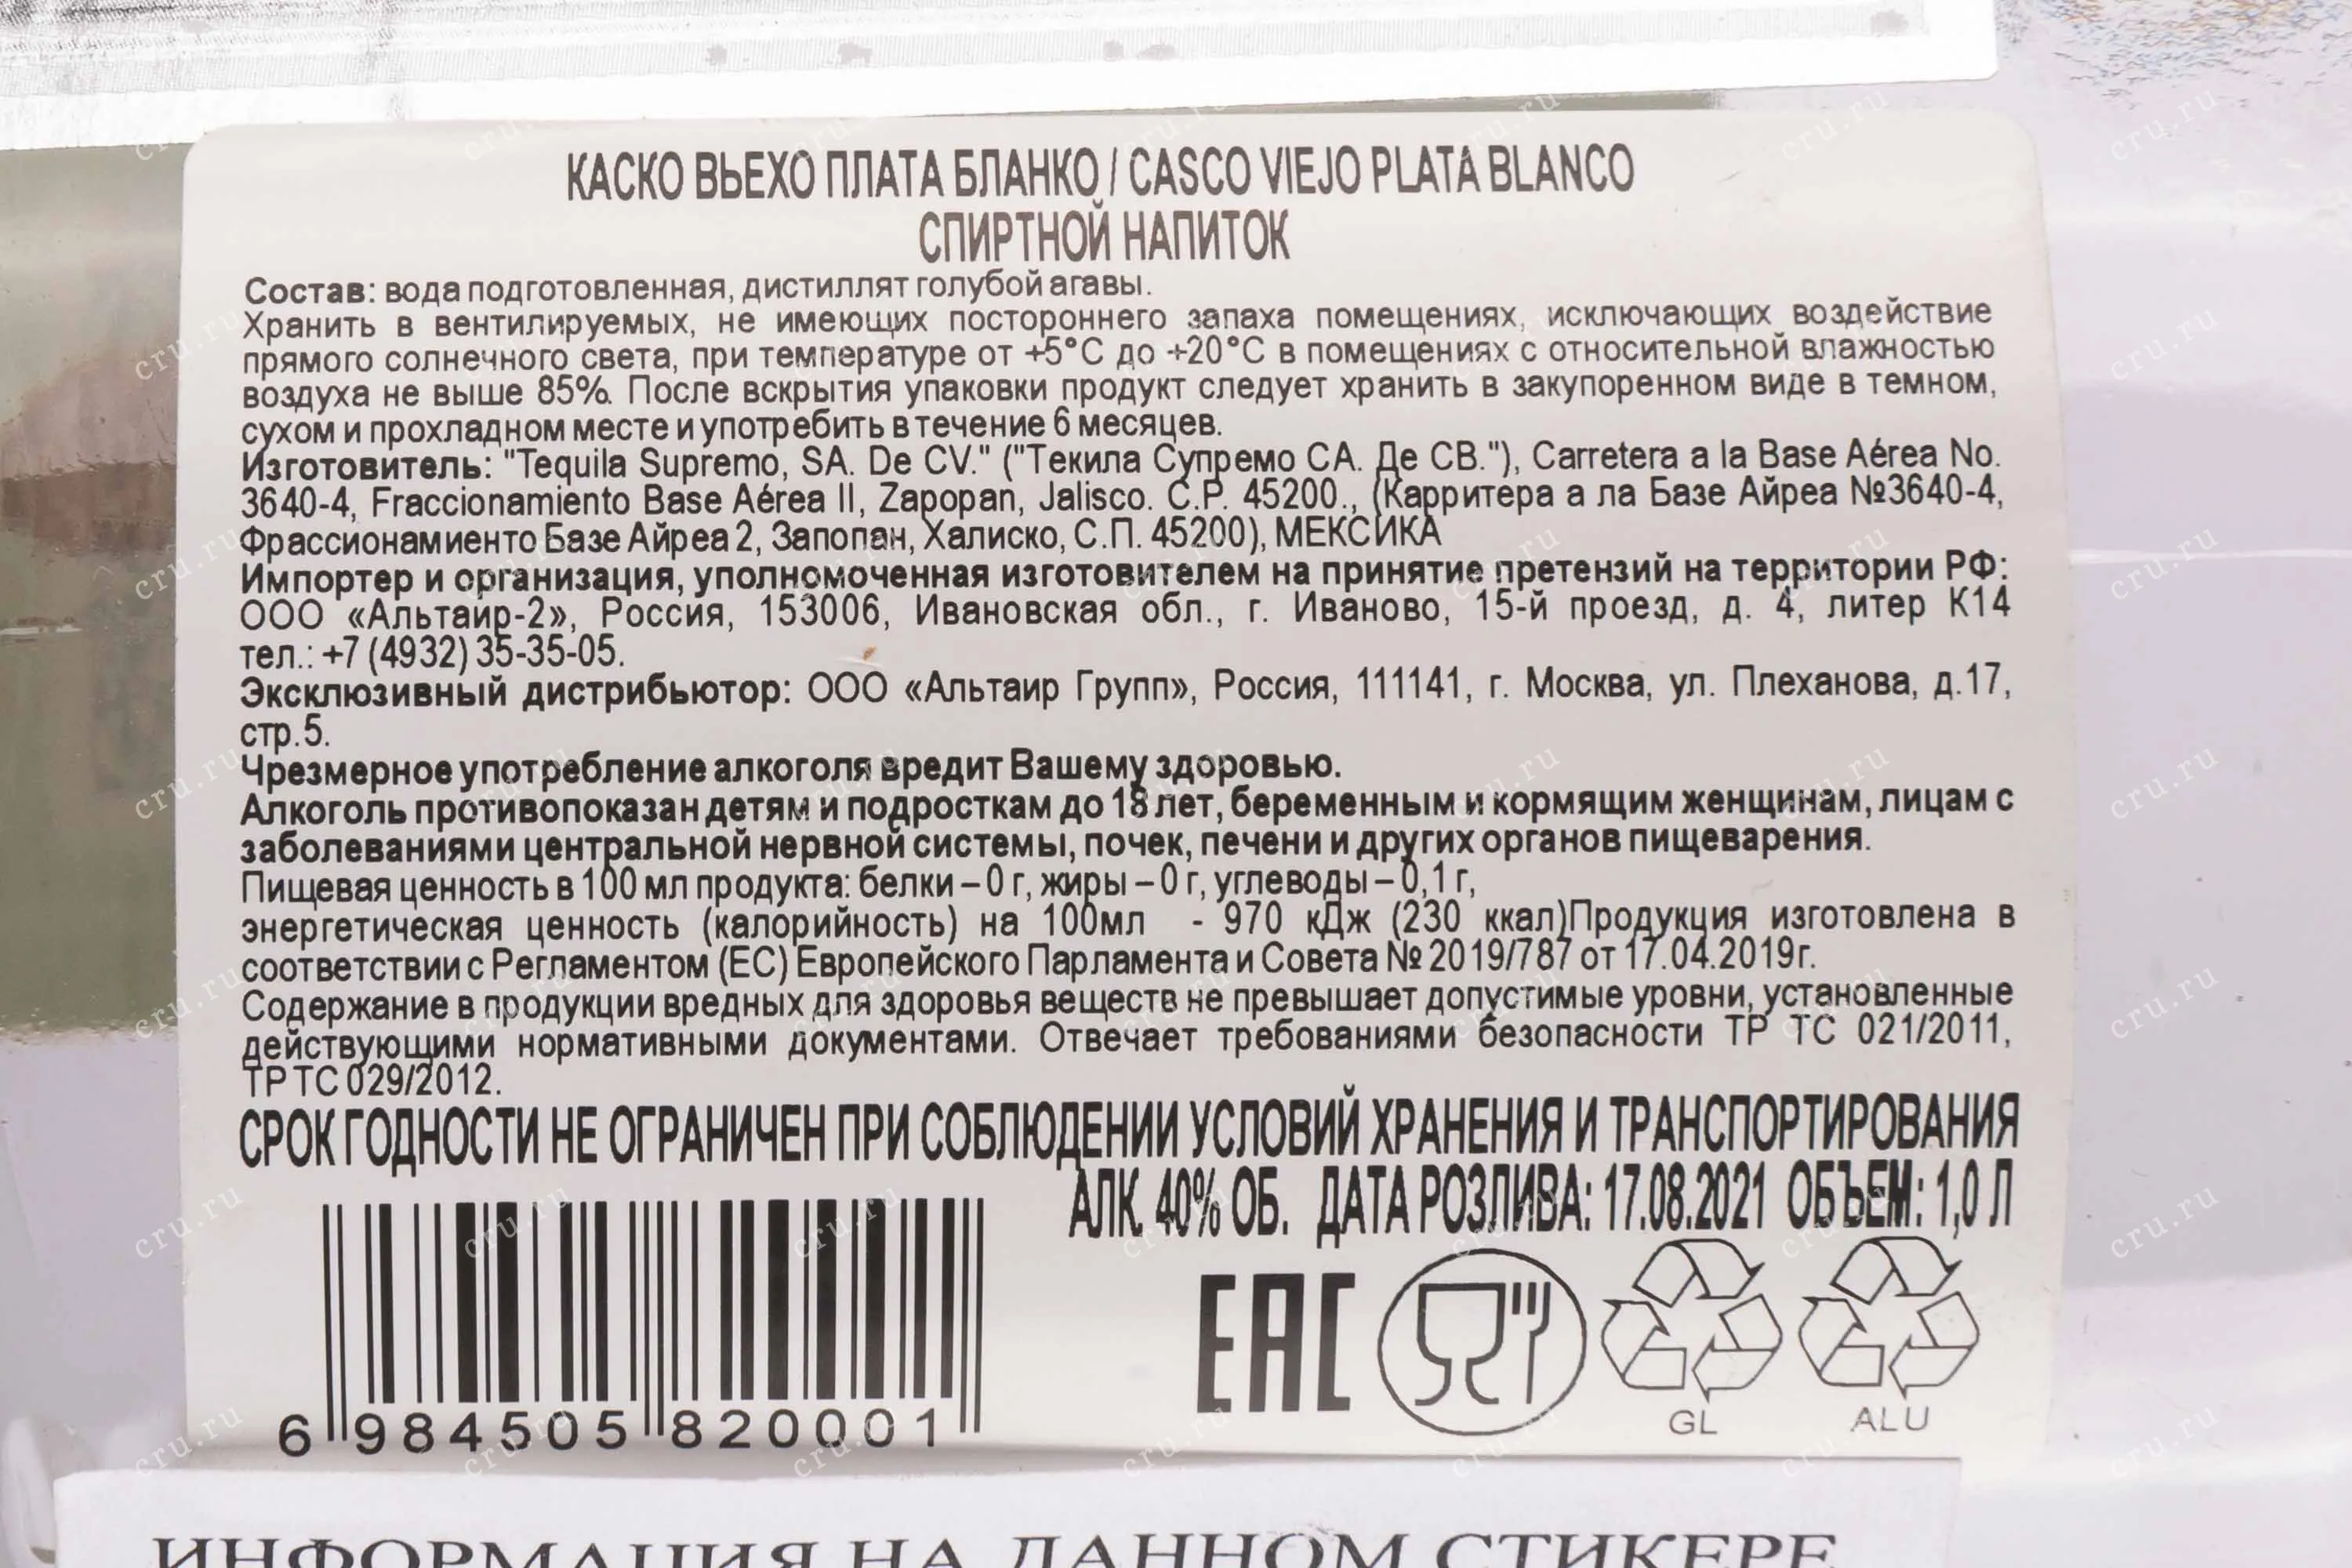 КАСКО ВЬЕХО ПЛАТА БЛАНКО / CASCO VIEJO PLATA BLANCO
СПИРТНОЙ НАПИТОК
Состав: вода подготовленная, дистиллят голубой агавы.
Хранить в вентилируемых, не имеющих постороннего запаха помещениях, исключающих воздействие
прямого солнечного света, при температуре от +5°С до +20°С в помещениях с относительной влажностью
воздуха не выше 85%. После вскрытия упаковки продукт следует хранить в закупоренном виде в темном,
сухом и прохладном месте и употребить в течение 6 месяцев.
Изготовитель: "Tequila Supremo, SA. De CV." ("Текила Супремо СА. Де СВ."), Carretera a la Base Aérea No.
3640-4, Fraccionamiento Base Aérea II, Zapopan, Jalisco. C.P. 45200., (Карритера а ла Базе Айреа №3640-4,
Фрассионамиенто Базе Айреа 2, Запопан, Халиско, С.П. 45200), МЕКСИКА
Импортер и организация, уполномоченная изготовителем на принятие претензий на территории РФ:
ООО «Альтаир-2», Россия, 153006, Ивановская обл., г. Иваново, 15-й проезд, д. 4, литер К14
тел.: +7 (4932) 35-35-05.
Эксклюзивный дистрибьютор: ООО «Альтаир Групп», Россия, 111141, г. Москва, ул. Плеханова, д.17,
стр.5.
Чрезмерное употребление алкоголя вредит Вашему здоровью.
Алкоголь противопоказан детям и подросткам до 18 лет, беременным и кормящим женщинам, лицам с
заболеваниями центральной нервной системы, почек, печени и других органов пищеварения.
Пищевая ценность в 100 мл продукта: белки – 0 г, жиры – 0 г, углеводы – 0,1 г,
энергетическая ценность (калорийность) на 100мл - 970 кДж (230 ккал)Продукция изготовлена в
соответствии с Регламентом (ЕС) Европейского Парламента и Совета № 2019/787 от 17.04.2019г.
Содержание в продукции вредных для здоровья веществ не превышает допустимые уровни, установленные
действующими нормативными документами. Отвечает требованиями безопасности ТР ТС 021/2011,
ТР ТС 029/2012.
СРОК ГОДНОСТИ НЕ ОГРАНИЧЕН ПРИ СОБЛЮДЕНИИ УСЛОВИЙ ХРАНЕНИЯ И ТРАНСПОРТИРОВАНИЯ
АЛК. 40% ОБ. ДАТА РОЗЛИВА: 17.08.2021 ОБЪЕМ: 1,0 Л
EAC
GL ALU
6 984505 820001
ИНФОРМАЦИЯ НА ДАННОМ СТИКЕРЕ
cru.ru